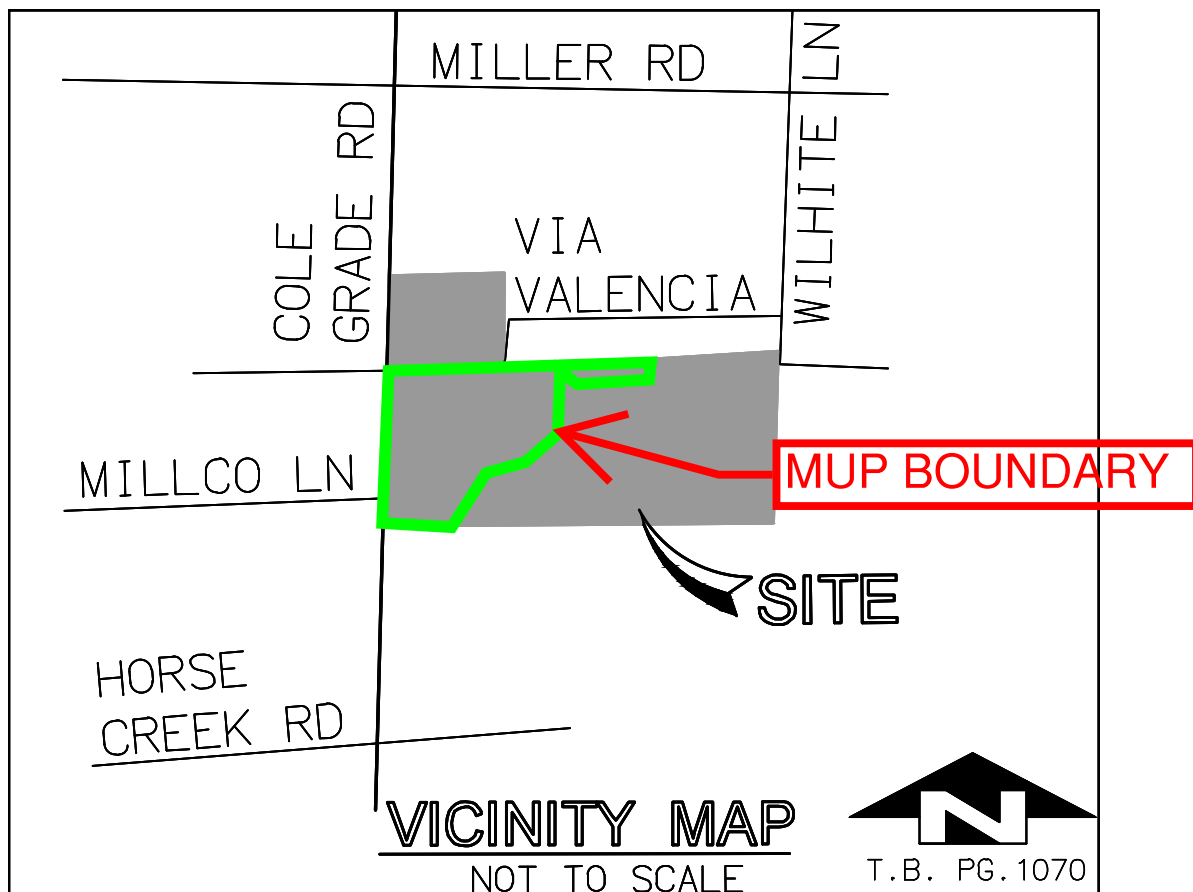 MILLER RD
WILHITE LN
COLE
GRADE RD
VIA
VALENCIA
MILLCO LN
MUP BOUNDARY
SITE
HORSE
CREEK RD
VICINITY MAP
NOT TO SCALE
N
T.B. PG.1070